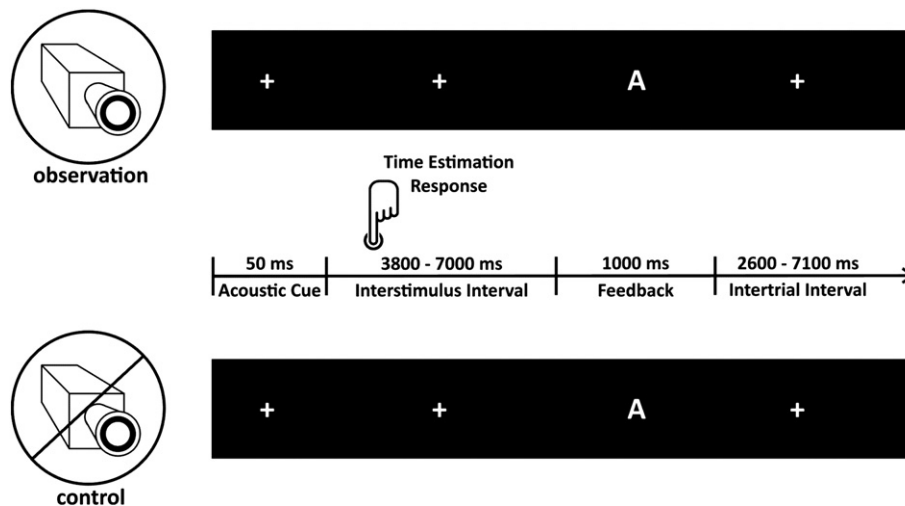 + + A +
observation
Time Estimation
Response
50 ms 3800 - 7000 ms 1000 ms 2600 - 7100 ms
Acoustic Cue Interstimulus Interval Feedback Intertrial Interval
+ + A +
control